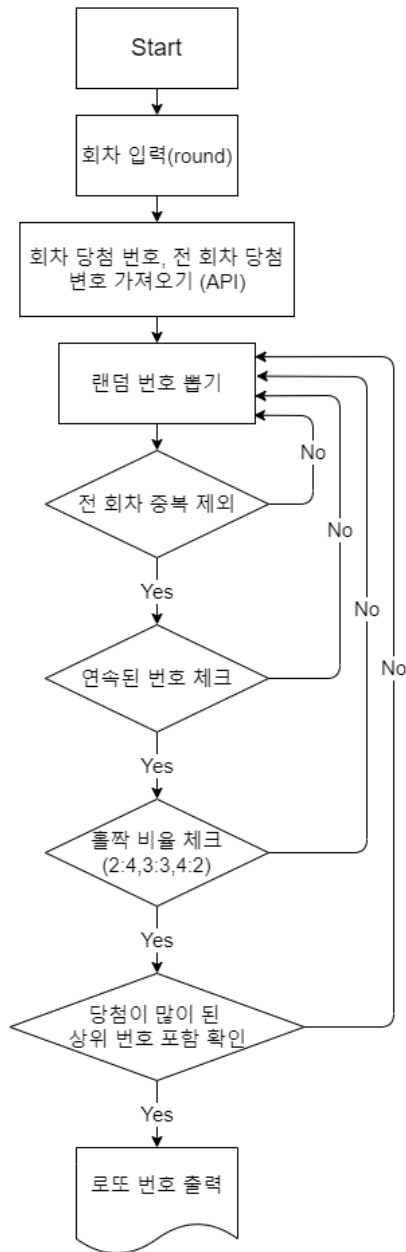 Start
회차 입력(round)
회차 당첨 번호, 전 회차 당첨
변호 가져오기 (API)
랜덤 번호 뽑기
No
전 회차 중복 제외
No
Yes
No
연속된 번호 체크
No
Yes
홀짝 비율 체크
(2:4,3:3,4:2)
Yes
당첨이 많이 된
상위 번호 포함 확인
Yes
로또 번호 출력